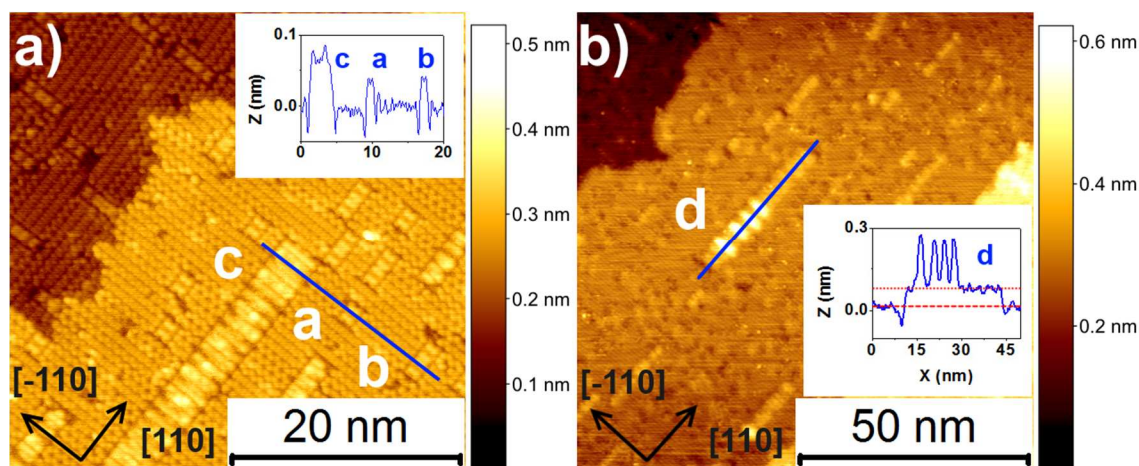 a)
0.1
0.0
Z (nm)
c a b
0 10 20
0.5 nm
0.4 nm
0.3 nm
0.2 nm
0.1 nm
c
a
b
[-110]
[110]
20 nm
b)
d
0.3
0.0
Z (nm)
d
0 15 30 45
X (nm)
[-110]
[110]
50 nm
0.6 nm
0.4 nm
0.2 nm